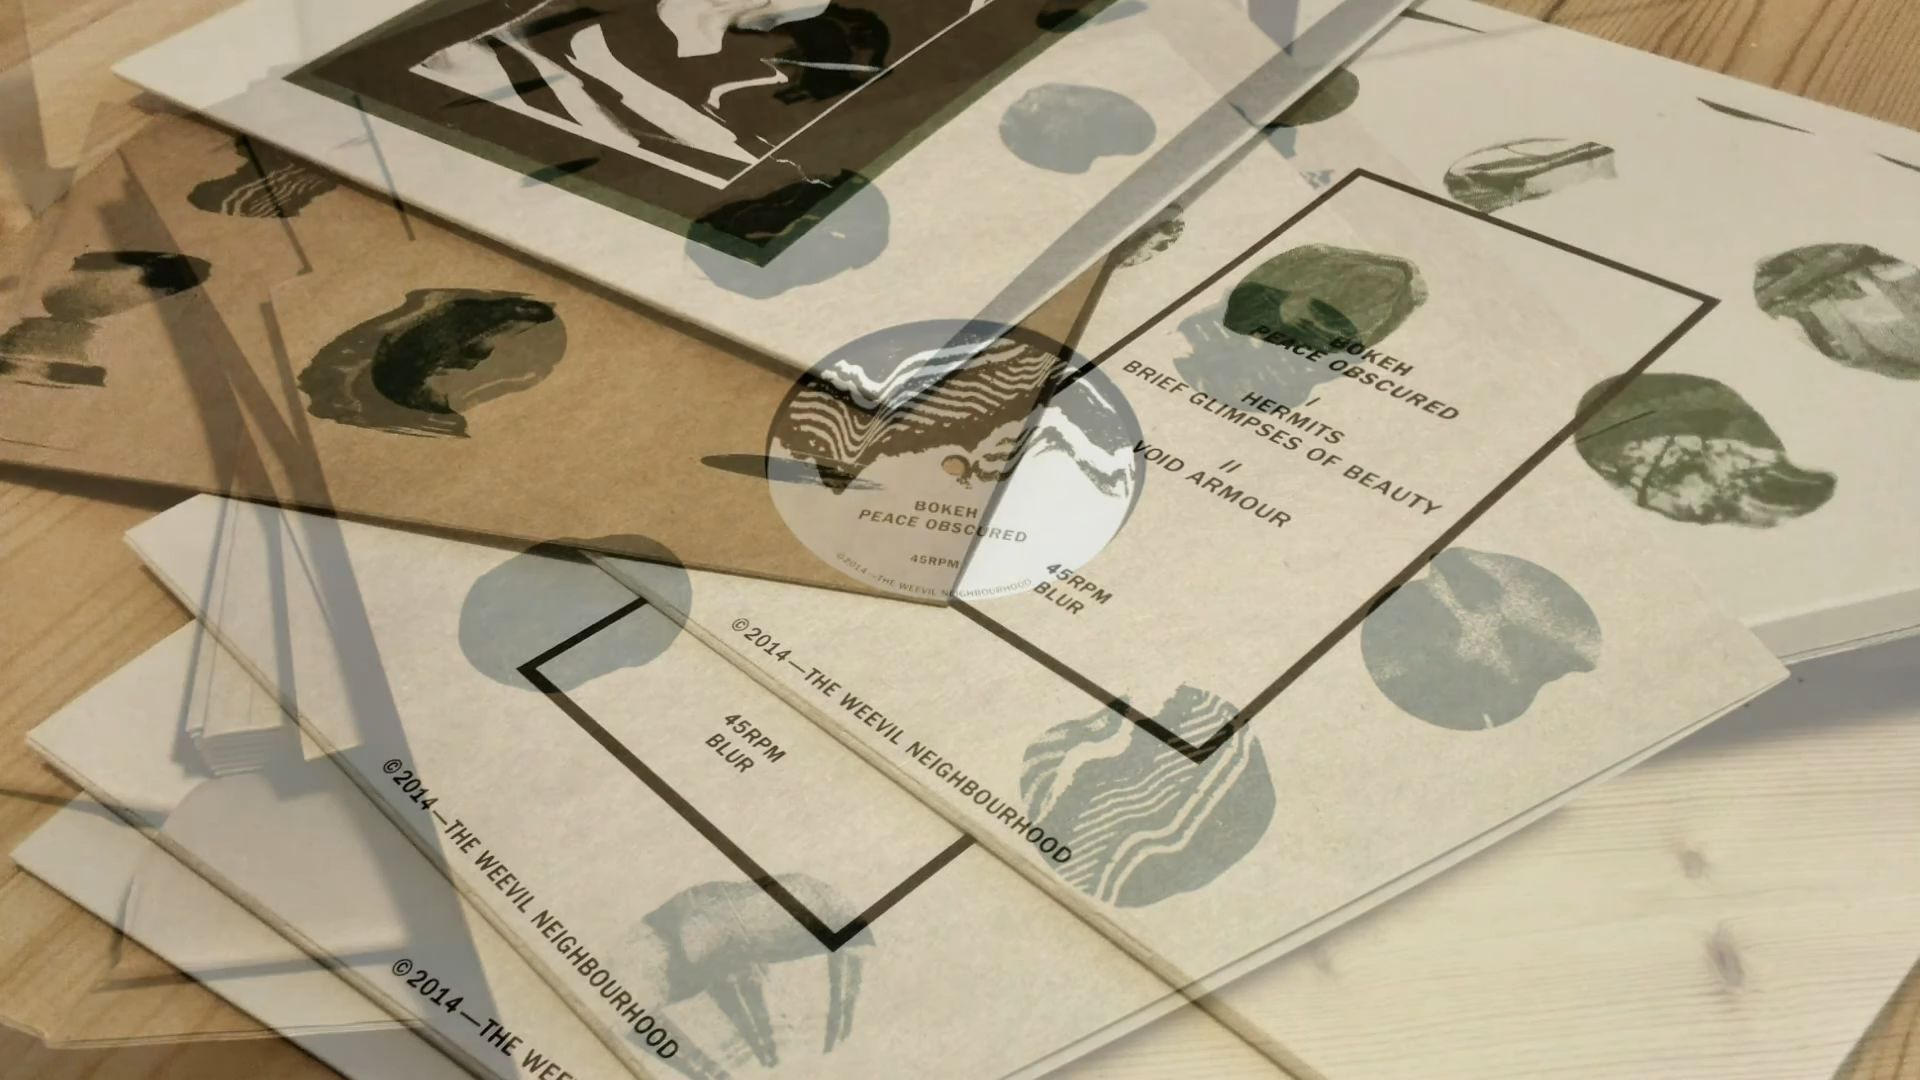 BOKEH
PEACE OBSCURED
/
HERMITS
BRIEF GLIMPSES OF BEAUTY
//
VOID ARMOUR
45RPM
BLUR
©2014—THE WEEVIL NEIGHBOURHOOD
BOKEH
PEACE OBSCURED
45RPM
©2014—THE WEEVIL NEIGHBOURHOOD
45RPM
BLUR
©2014—THE WEEVIL NEIGHBOURHOOD
©2014—THE WEE